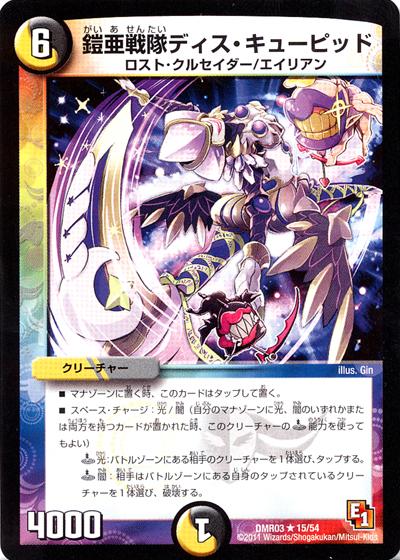 6
がい あ せんたい
鎧亜戦隊ディス・キューピッド
ロスト・クルセイダー/エイリアン
illus. Gin
クリーチャー
■ マナゾーンに置く時、このカードはタップして置く。
■ スペース・チャージ:光/闇(自分のマナゾーンに光、闇のいずれかまた
は両方を持つカードが置かれた時、このクリーチャーの 能力を使っ
てもよい)
光:バトルゾーンにある相手のクリーチャーを1体選び、タップする。
闇:相手はバトルゾーンにある自身のタップされているクリー
チャーを1体選び、破壊する。
4000
1
DMR03 ★ 15/54
©2011 Wizards/Shogakukan/Mitsui-Kids
E1